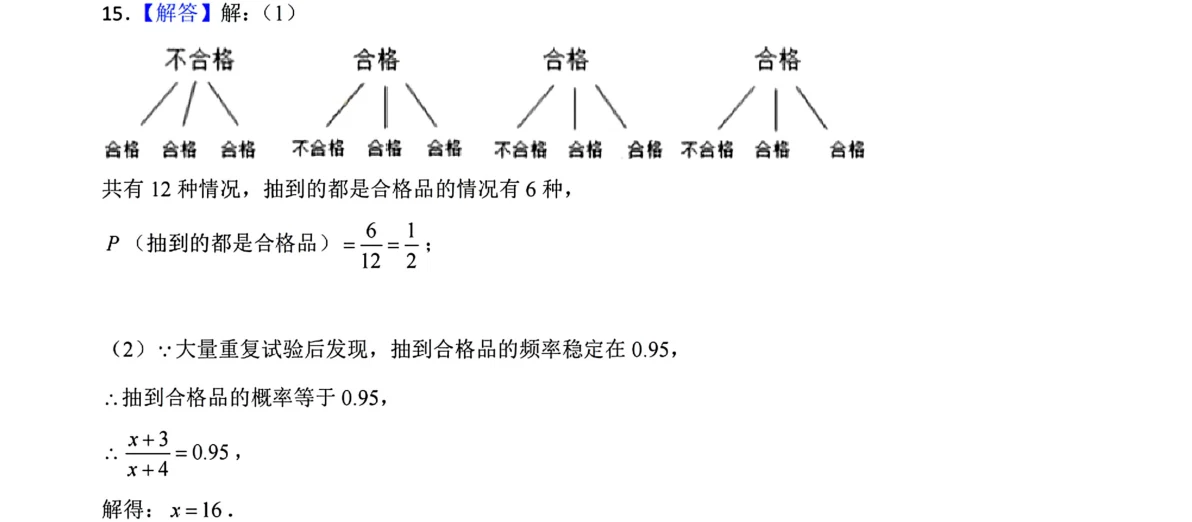 15．【解答】解：（1）
不合格 合格 合格 合格
合格 合格 合格 不合格 合格 合格 不合格 合格 合格 不合格 合格 合格
共有 12 种情况，抽到的都是合格品的情况有 6 种，
P（抽到的都是合格品）= 6/12 = 1/2；
（2）∵大量重复试验后发现，抽到合格品的频率稳定在 0.95，
∴抽到合格品的概率等于 0.95，
∴ (x+3)/(x+4) = 0.95，
解得：x=16．